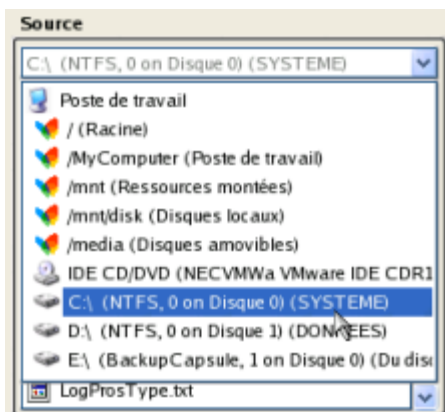 Source
C:\ (NTFS, 0 on Disque 0) (SYSTEME)
Poste de travail
/ (Racine)
/MyComputer (Poste de travail)
/mnt (Ressources montées)
/mnt/disk (Disques locaux)
/media (Disques amovibles)
IDE CD/DVD (NECVMWa VMware IDE CDR1
C:\ (NTFS, 0 on Disque 0) (SYSTEME)
D:\ (NTFS, 0 on Disque 1) (DONNEES)
E:\ (BackupCapsule, 1 on Disque 0) (Du disc
LogProsType.txt